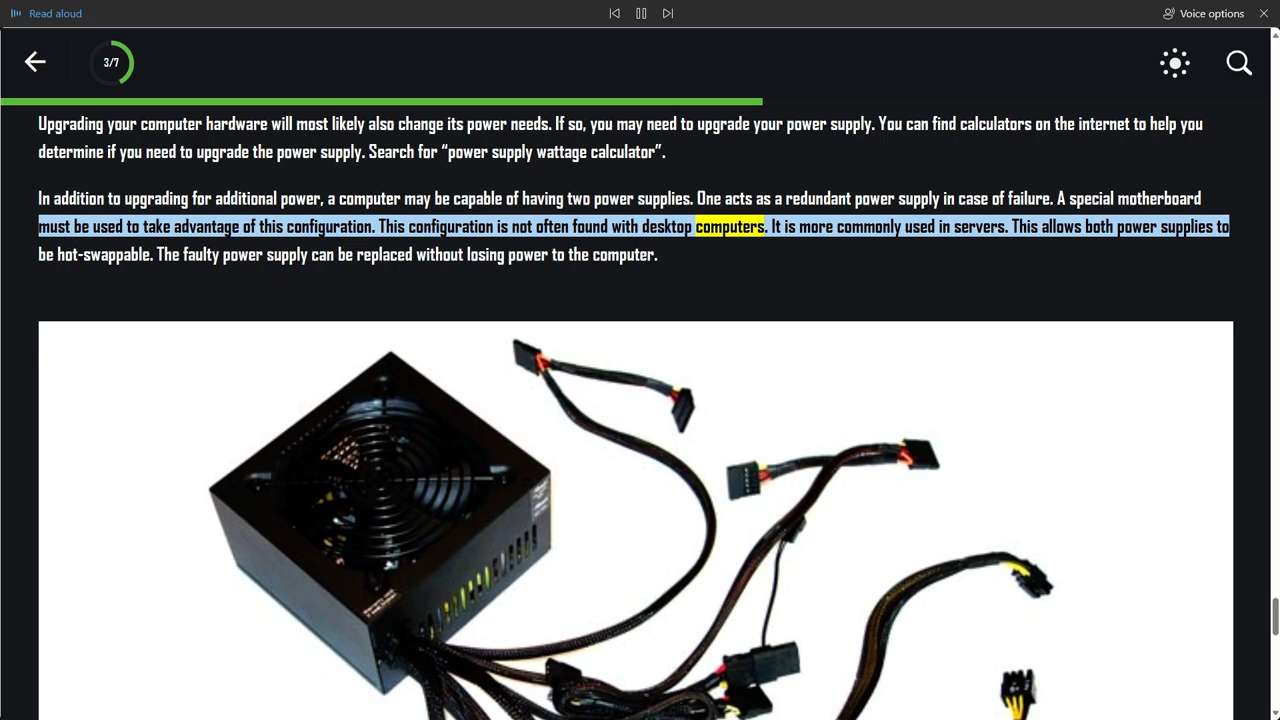 Read aloud
Voice options
3/7
Upgrading your computer hardware will most likely also change its power needs. If so, you may need to upgrade your power supply. You can find calculators on the internet to help you
determine if you need to upgrade the power supply. Search for “power supply wattage calculator”.
In addition to upgrading for additional power, a computer may be capable of having two power supplies. One acts as a redundant power supply in case of failure. A special motherboard
must be used to take advantage of this configuration. This configuration is not often found with desktop computers. It is more commonly used in servers. This allows both power supplies to
be hot-swappable. The faulty power supply can be replaced without losing power to the computer.